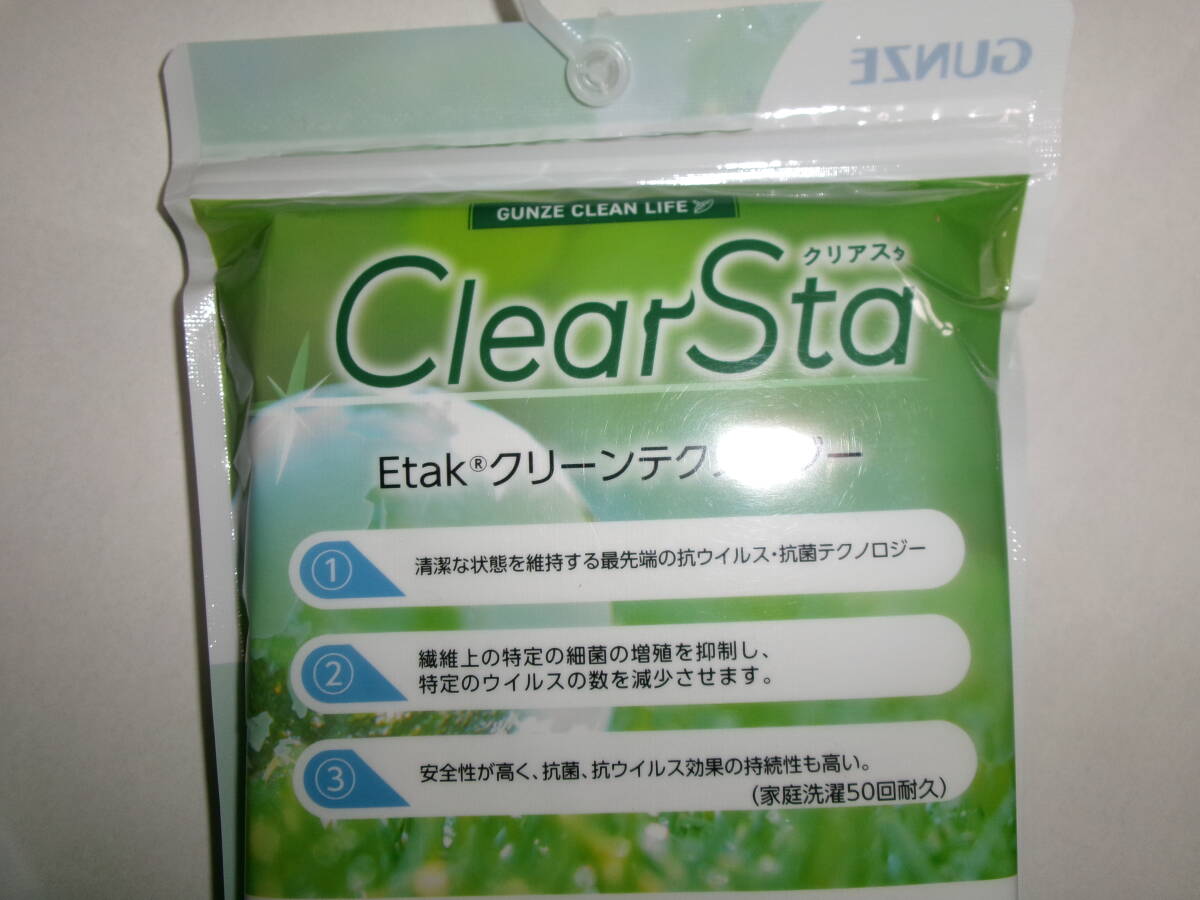 GUNZE
GUNZE CLEAN LIFE
クリアスタ
ClearSta
Etak®クリーンテク
① 清潔な状態を維持する最先端の抗ウイルス・抗菌テクノロジー
② 繊維上の特定の細菌の増殖を抑制し、
特定のウイルスの数を減少させます。
③ 安全性が高く、抗菌、抗ウイルス効果の持続性も高い。
(家庭洗濯50回耐久)